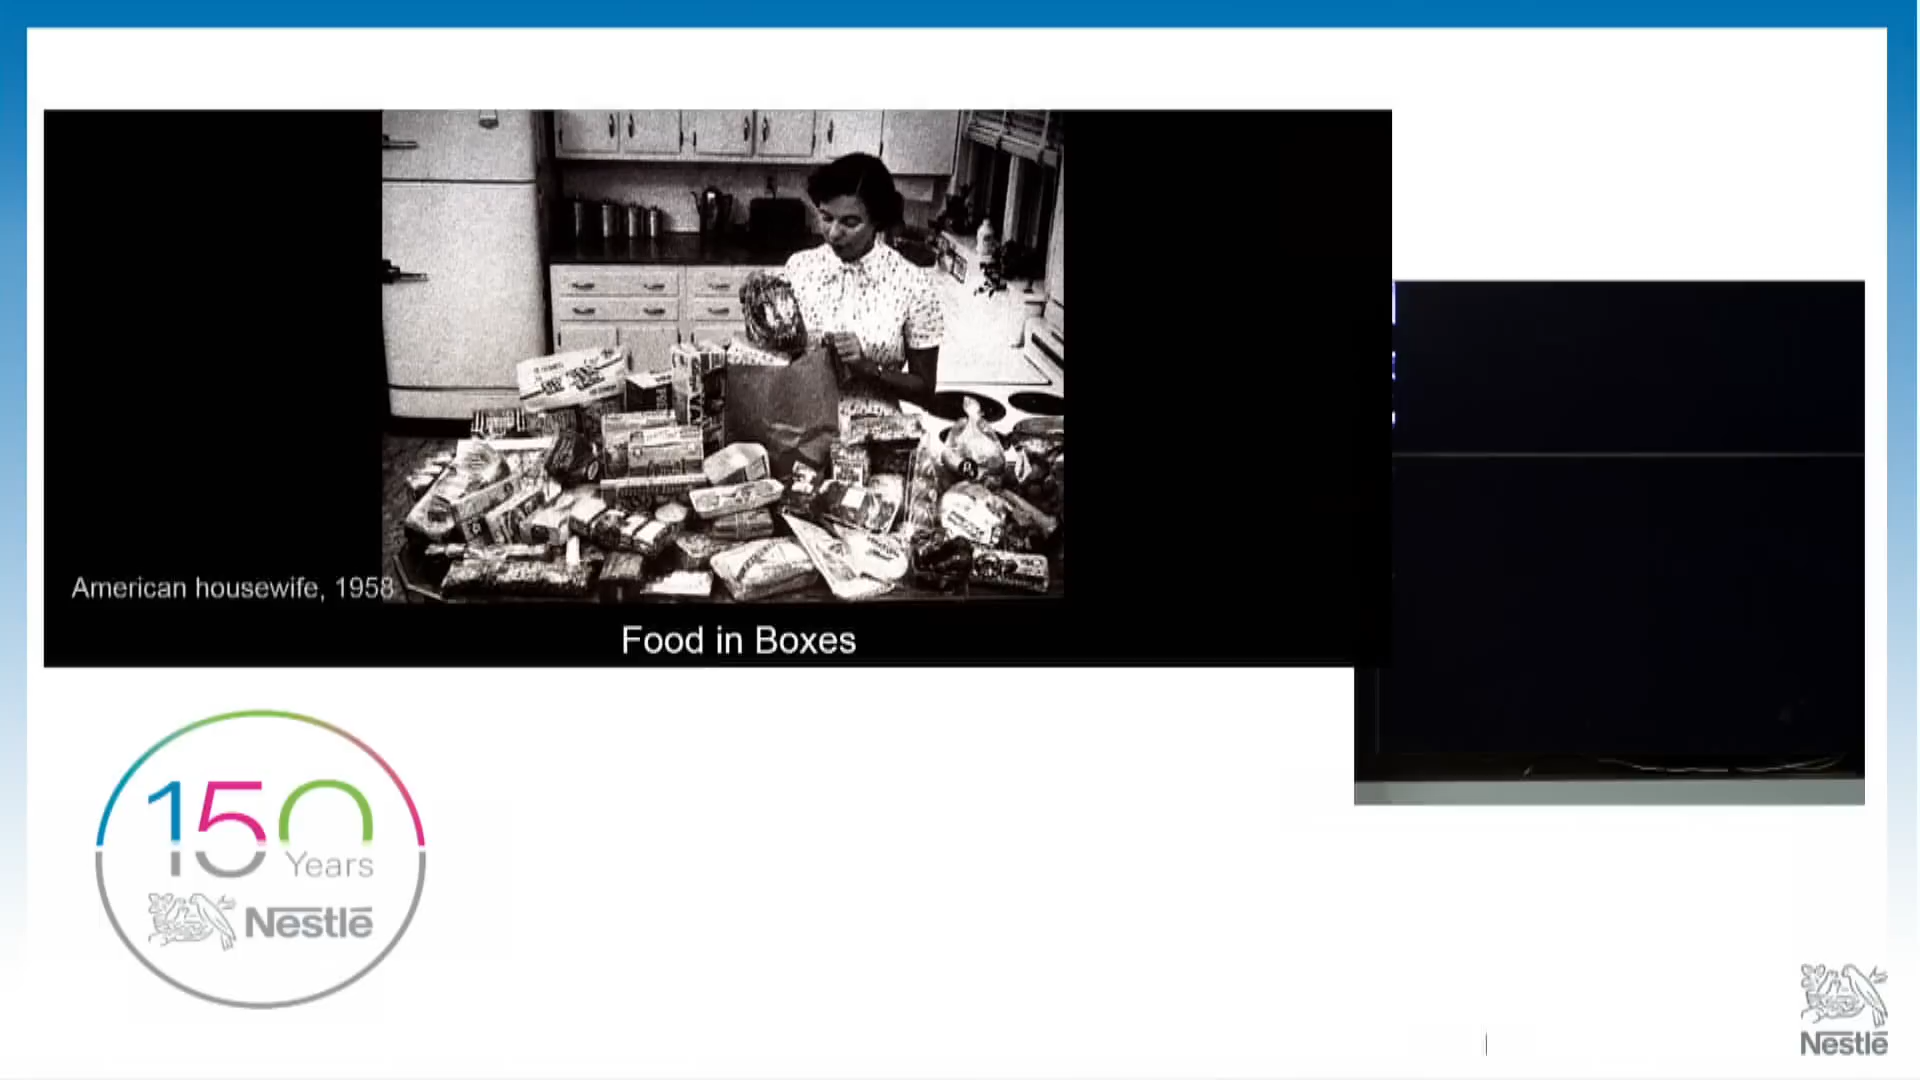 American housewife, 1958
Food in Boxes
150
Years
Nestlé
Nestlé